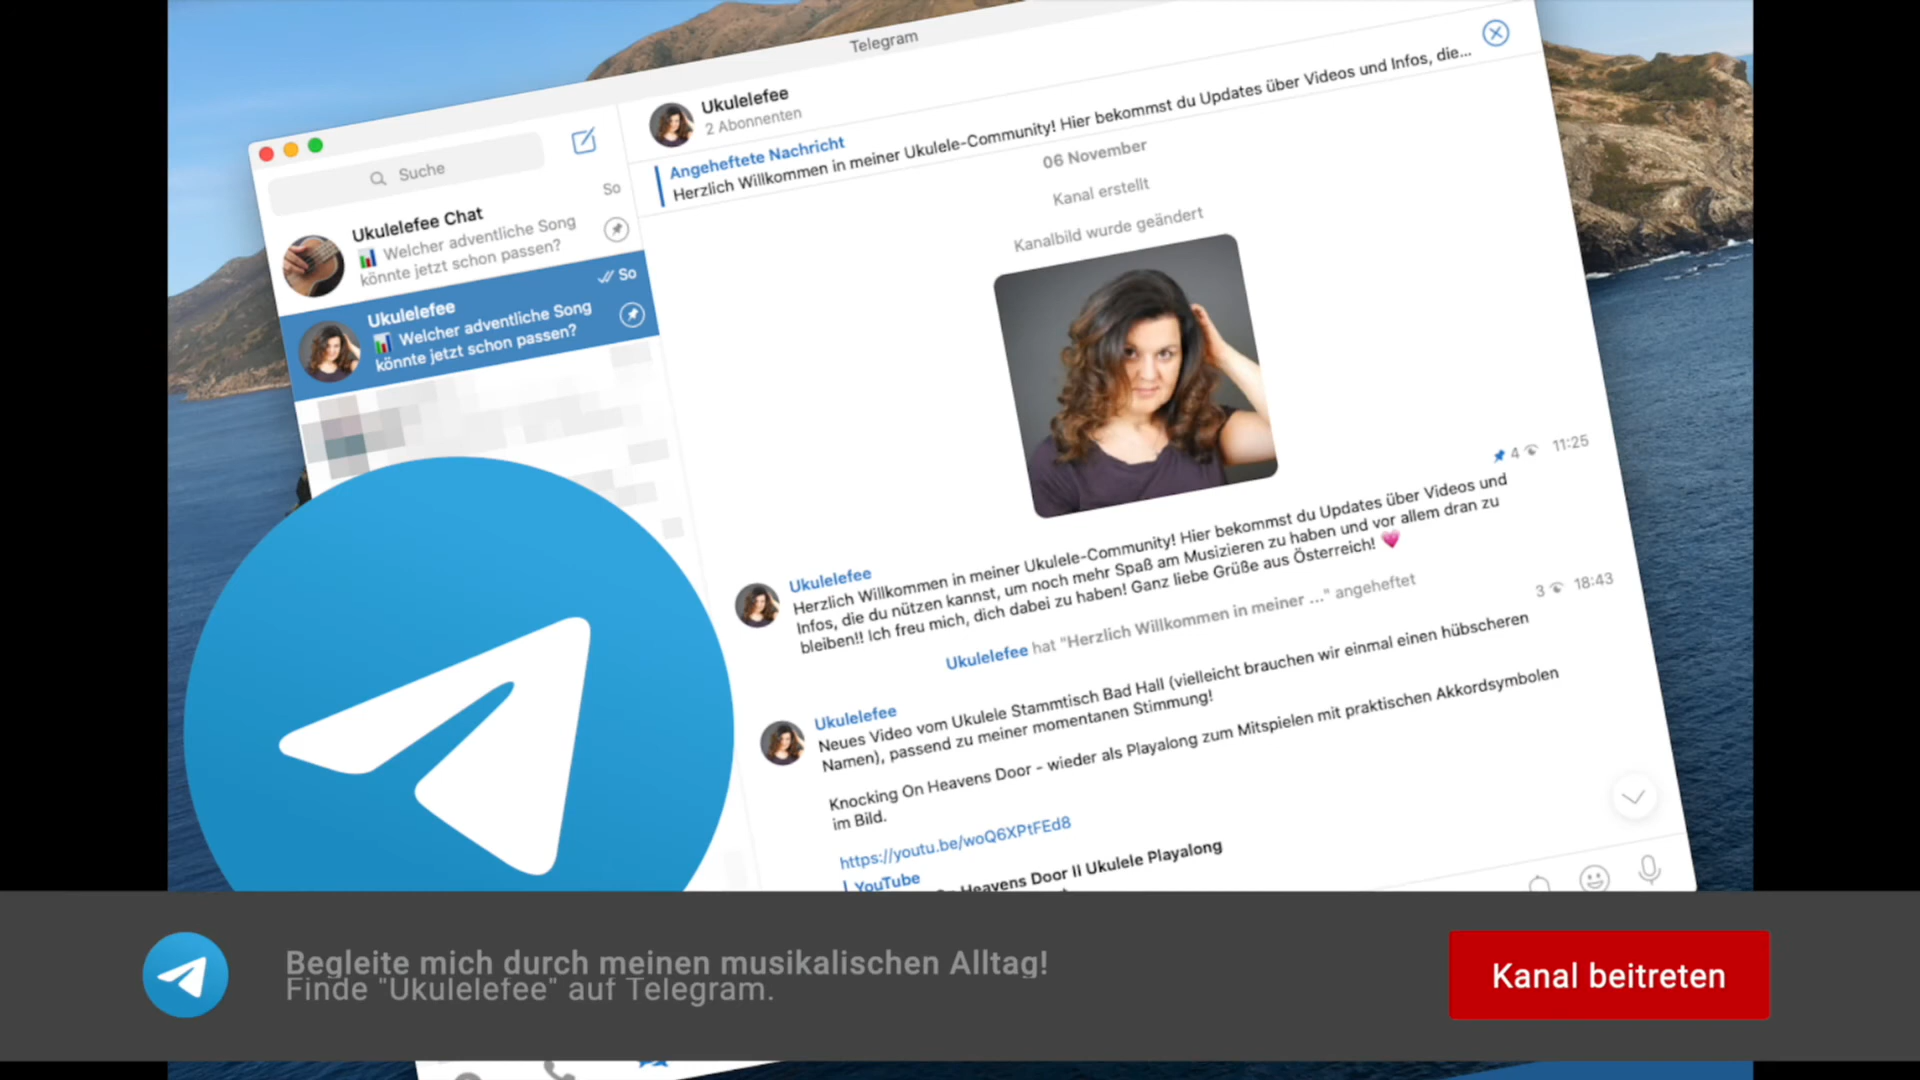 Telegram
Suche
Ukulelefee Chat
So
Welcher adventliche Song
könnte jetzt schon passen?
Ukulelefee
So
Welcher adventliche Song
könnte jetzt schon passen?
Ukulelefee
2 Abonnenten
Angeheftete Nachricht
Herzlich Willkommen in meiner Ukulele-Community! Hier bekommst du Updates über Videos und Infos, die...
06 November
Kanal erstellt
Kanalbild wurde geändert
4 11:25
Ukulelefee
Herzlich Willkommen in meiner Ukulele-Community! Hier bekommst du Updates über Videos und
Infos, die du nützen kannst, um noch mehr Spaß am Musizieren zu haben und vor allem dran zu
bleiben!! Ich freu mich, dich dabei zu haben! Ganz liebe Grüße aus Österreich! 💗
Ukulelefee hat "Herzlich Willkommen in meiner ..." angeheftet
3 18:43
Ukulelefee
Neues Video vom Ukulele Stammtisch Bad Hall (vielleicht brauchen wir einmal einen hübscheren
Namen), passend zu meiner momentanen Stimmung!
Knocking On Heavens Door - wieder als Playalong zum Mitspielen mit praktischen Akkordsymbolen
im Bild.
https://youtu.be/woQ6XPtFEd8
YouTube
Heavens Door II Ukulele Playalong
Begleite mich durch meinen musikalischen Alltag!
Finde "Ukulelefee" auf Telegram.
Kanal beitreten